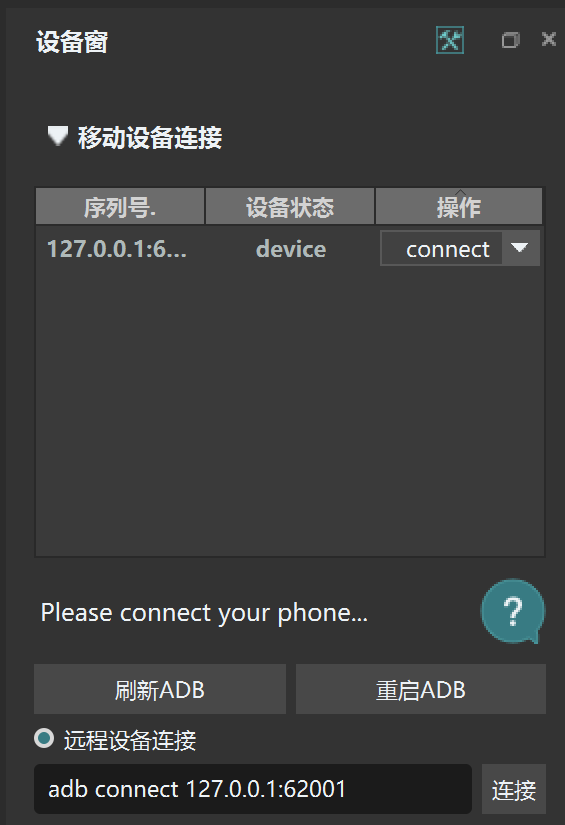 设备窗
移动设备连接
序列号. 设备状态 操作
127.0.0.1:6... device connect
Please connect your phone...
?
刷新ADB 重启ADB
远程设备连接
adb connect 127.0.0.1:62001 连接